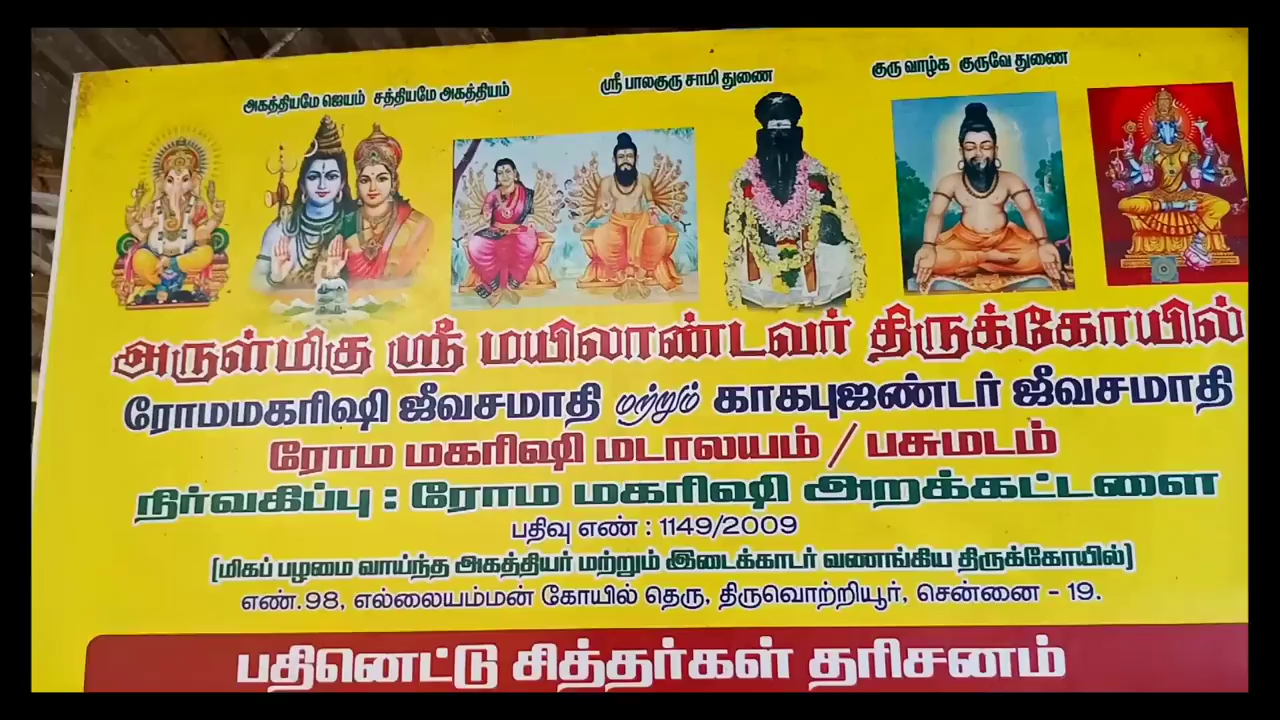 அகத்தியமே ஜெயம் சத்தியமே அகத்தியம்
ஸ்ரீ பாலகுரு சாமி துணை
குரு வாழ்க குருவே துணை
அருள்மிகு ஸ்ரீ மயிலாண்டவர் திருக்கோயில்
ரோமமகரிஷி ஜீவசமாதி மற்றும் காகபுஜண்டர் ஜீவசமாதி
ரோம மகரிஷி மடாலயம் / பசுமடம்
நிர்வகிப்பு : ரோம மகரிஷி அறக்கட்டளை
பதிவு எண் : 1149/2009
[மிகப் பழமை வாய்ந்த அகத்தியர் மற்றும் இடைக்காடர் வணங்கிய திருக்கோயில்]
எண்.98, எல்லையம்மன் கோயில் தெரு, திருவொற்றியூர், சென்னை - 19.
பதினெட்டு சித்தர்கள் தரிசனம்